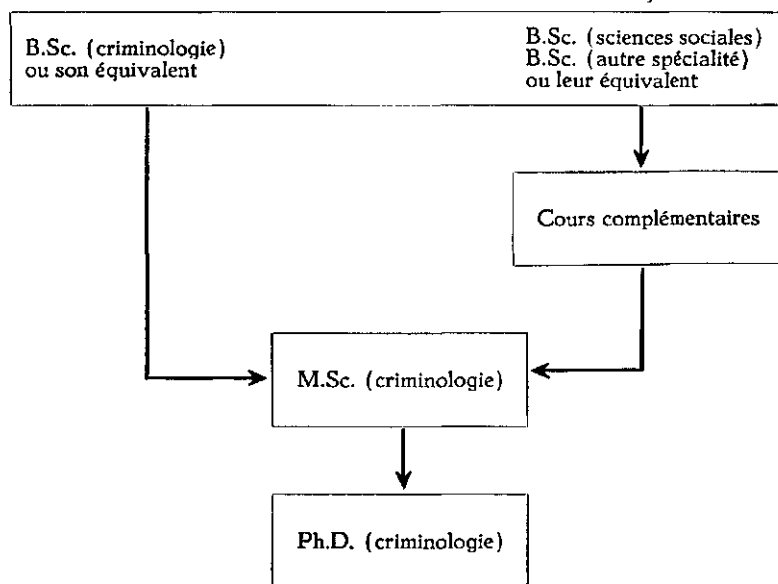 B.Sc. (criminologie)
ou son équivalent
B.Sc. (sciences sociales)
B.Sc. (autre spécialité)
ou leur équivalent
Cours complémentaires
M.Sc. (criminologie)
Ph.D. (criminologie)